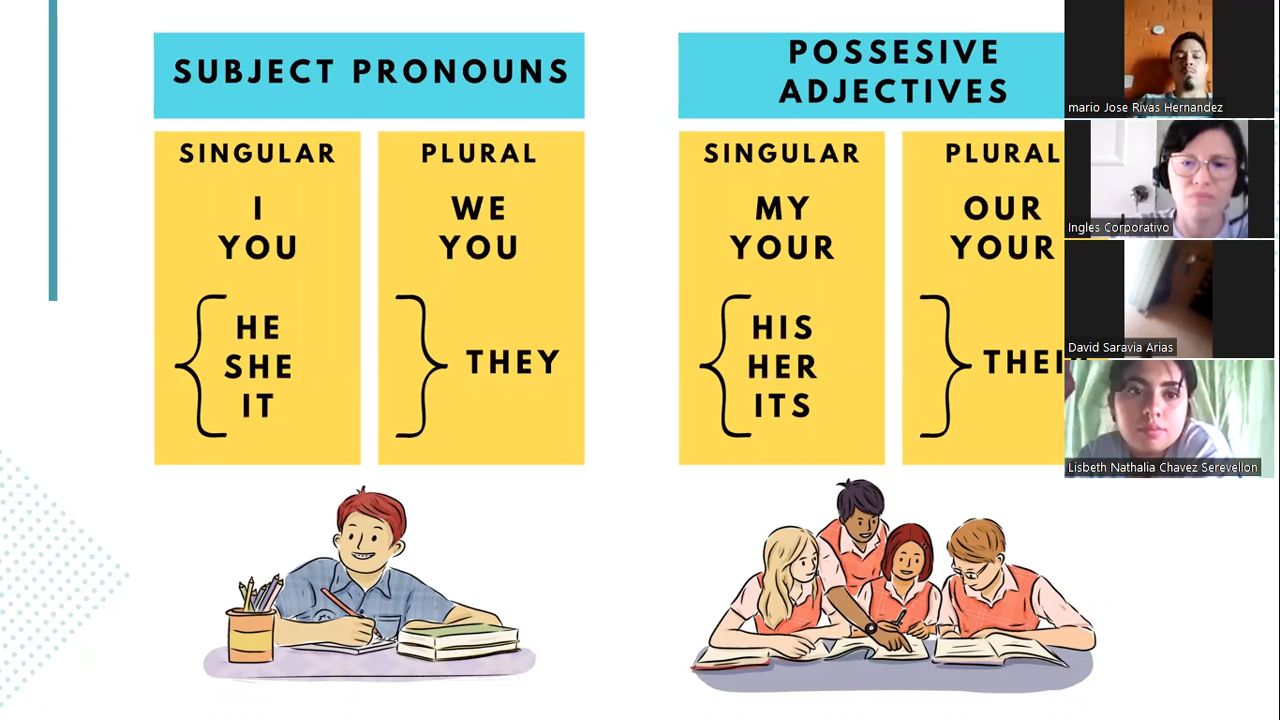 SUBJECT PRONOUNS
SINGULAR
I
YOU
HE
SHE
IT
PLURAL
WE
YOU
THEY
POSSESIVE
ADJECTIVES
SINGULAR
MY
YOUR
HIS
HER
ITS
PLURAL
OUR
YOUR
mario Jose Rivas Hernandez
Ingles Corporativo
David Saravia Arias
Lisbeth Nathalia Chavez Serevellon